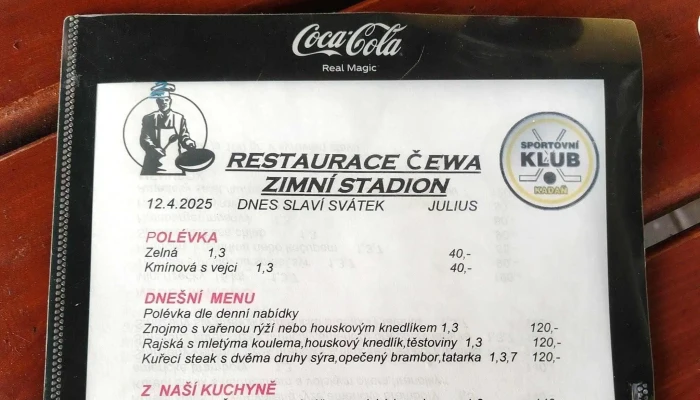 Coca-Cola
Real Magic
SPORTOVNÍ
KLUB
KADAŇ
RESTAURACE ČEWA
ZIMNÍ STADION
12.4.2025 DNES SLAVÍ SVÁTEK JULIUS
POLÉVKA
Zelná 1,3 40,-
Kmínová s vejci 1,3 40,-
DNEŠNÍ MENU
Polévka dle denní nabídky
Znojmo s vařenou rýží nebo houskovým knedlíkem 1,3 120,-
Rajská s mletýma koulema,houskový knedlík,těstoviny 1,3 120,-
Kuřecí steak s dvěma druhy sýra,opečený brambor,tatarka 1,3,7 120,-
Z NAŠÍ KUCHYNĚ